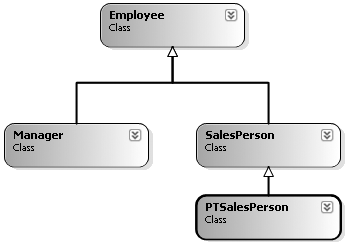 Employee
Class
Manager
Class
SalesPerson
Class
PTSalesPerson
Class